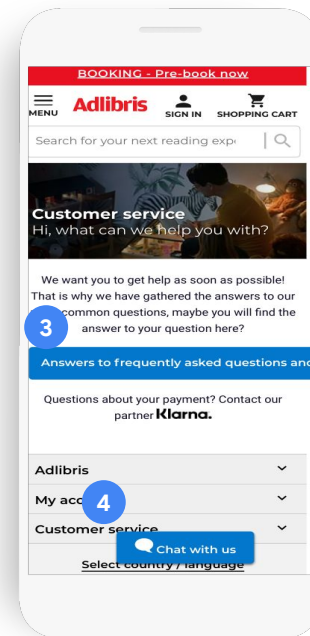 BOOKING - Pre-book now
MENU
Adlibris
SIGN IN
SHOPPING CART
Search for your next reading exp
Customer service
Hi, what can we help you with?
We want you to get help as soon as possible!
That is why we have gathered the answers to our
common questions, maybe you will find the
3
answer to your question here?
Answers to frequently asked questions and
Questions about your payment? Contact our
partner Klarna.
Adlibris
My acc
4
Customer service
Chat with us
Select country / language